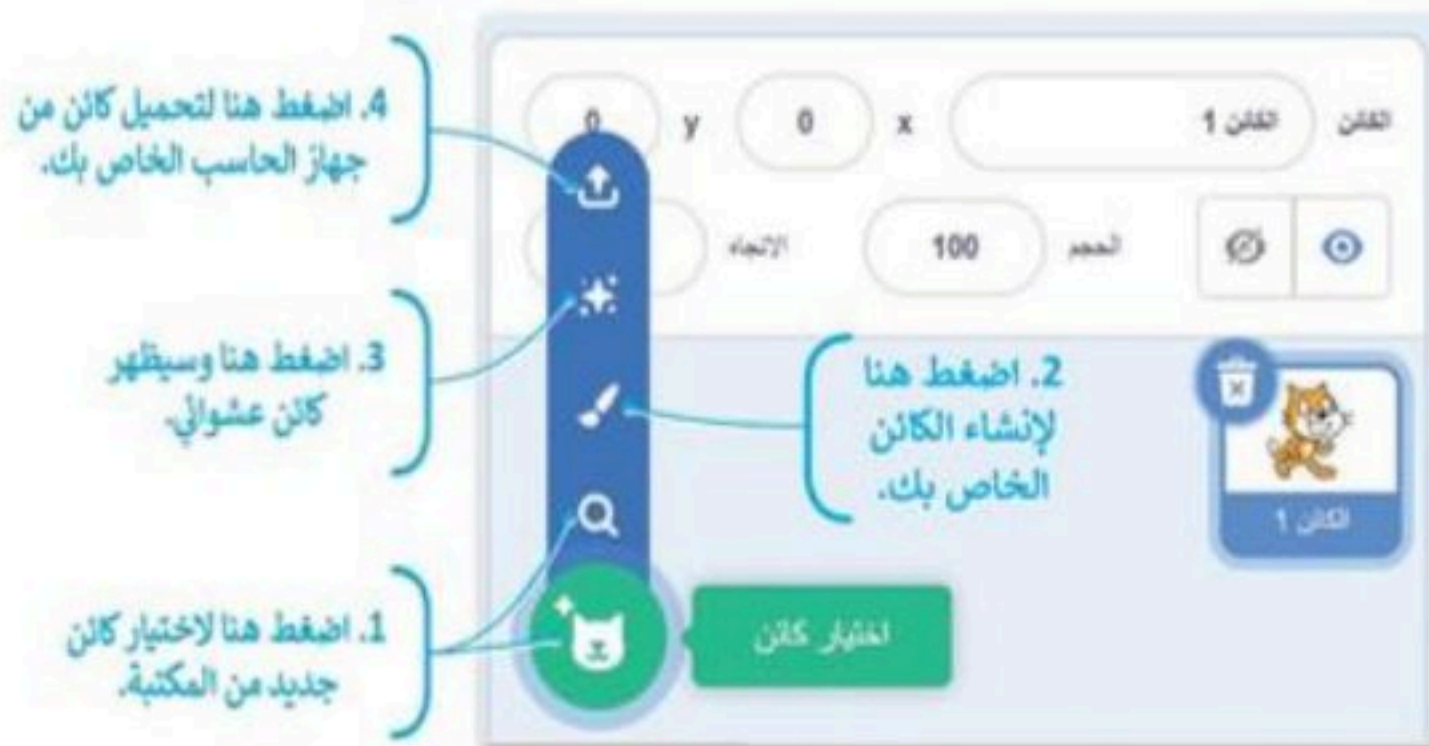 الكائن الكائن 1 x 0 y 0
الحجم 100 الاتجاه
4. اضغط هنا لتحميل كائن من
جهاز الحاسب الخاص بك.
3. اضغط هنا وسيظهر
كائن عشوائي.
2. اضغط هنا
لإنشاء الكائن
الخاص بك.
الكائن 1
1. اضغط هنا لاختيار كائن
جديد من المكتبة.
اختيار كائن